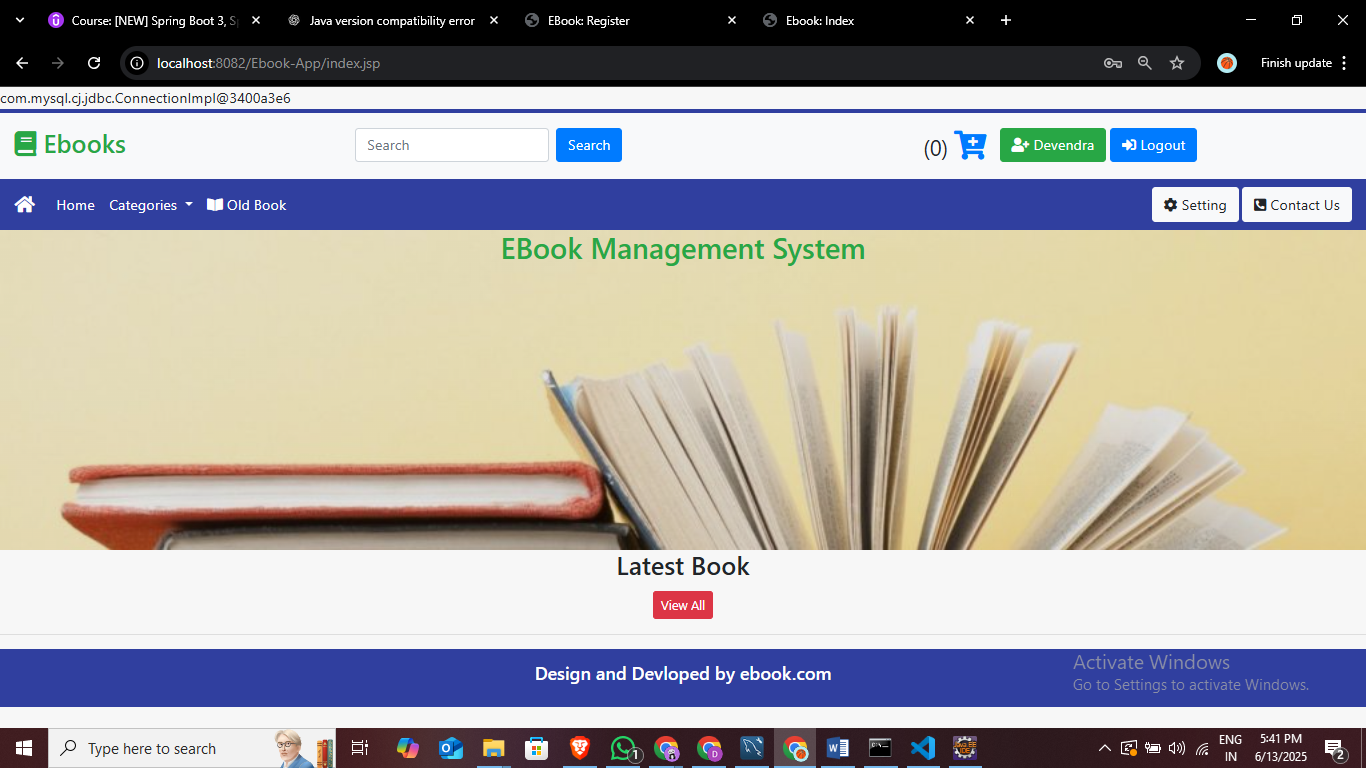 Course: [NEW] Spring Boot 3, S
Java version compatibility error
EBook: Register
Ebook: Index
localhost:8082/Ebook-App/index.jsp
Finish update
com.mysql.cj.jdbc.ConnectionImpl@3400a3e6
Ebooks
Search
Search
(0)
Devendra
Logout
Home
Categories
Old Book
Setting
Contact Us
EBook Management System
Latest Book
View All
Design and Devloped by ebook.com
Activate Windows
Go to Settings to activate Windows.
Type here to search
1
ENG
IN
5:41 PM
6/13/2025
2